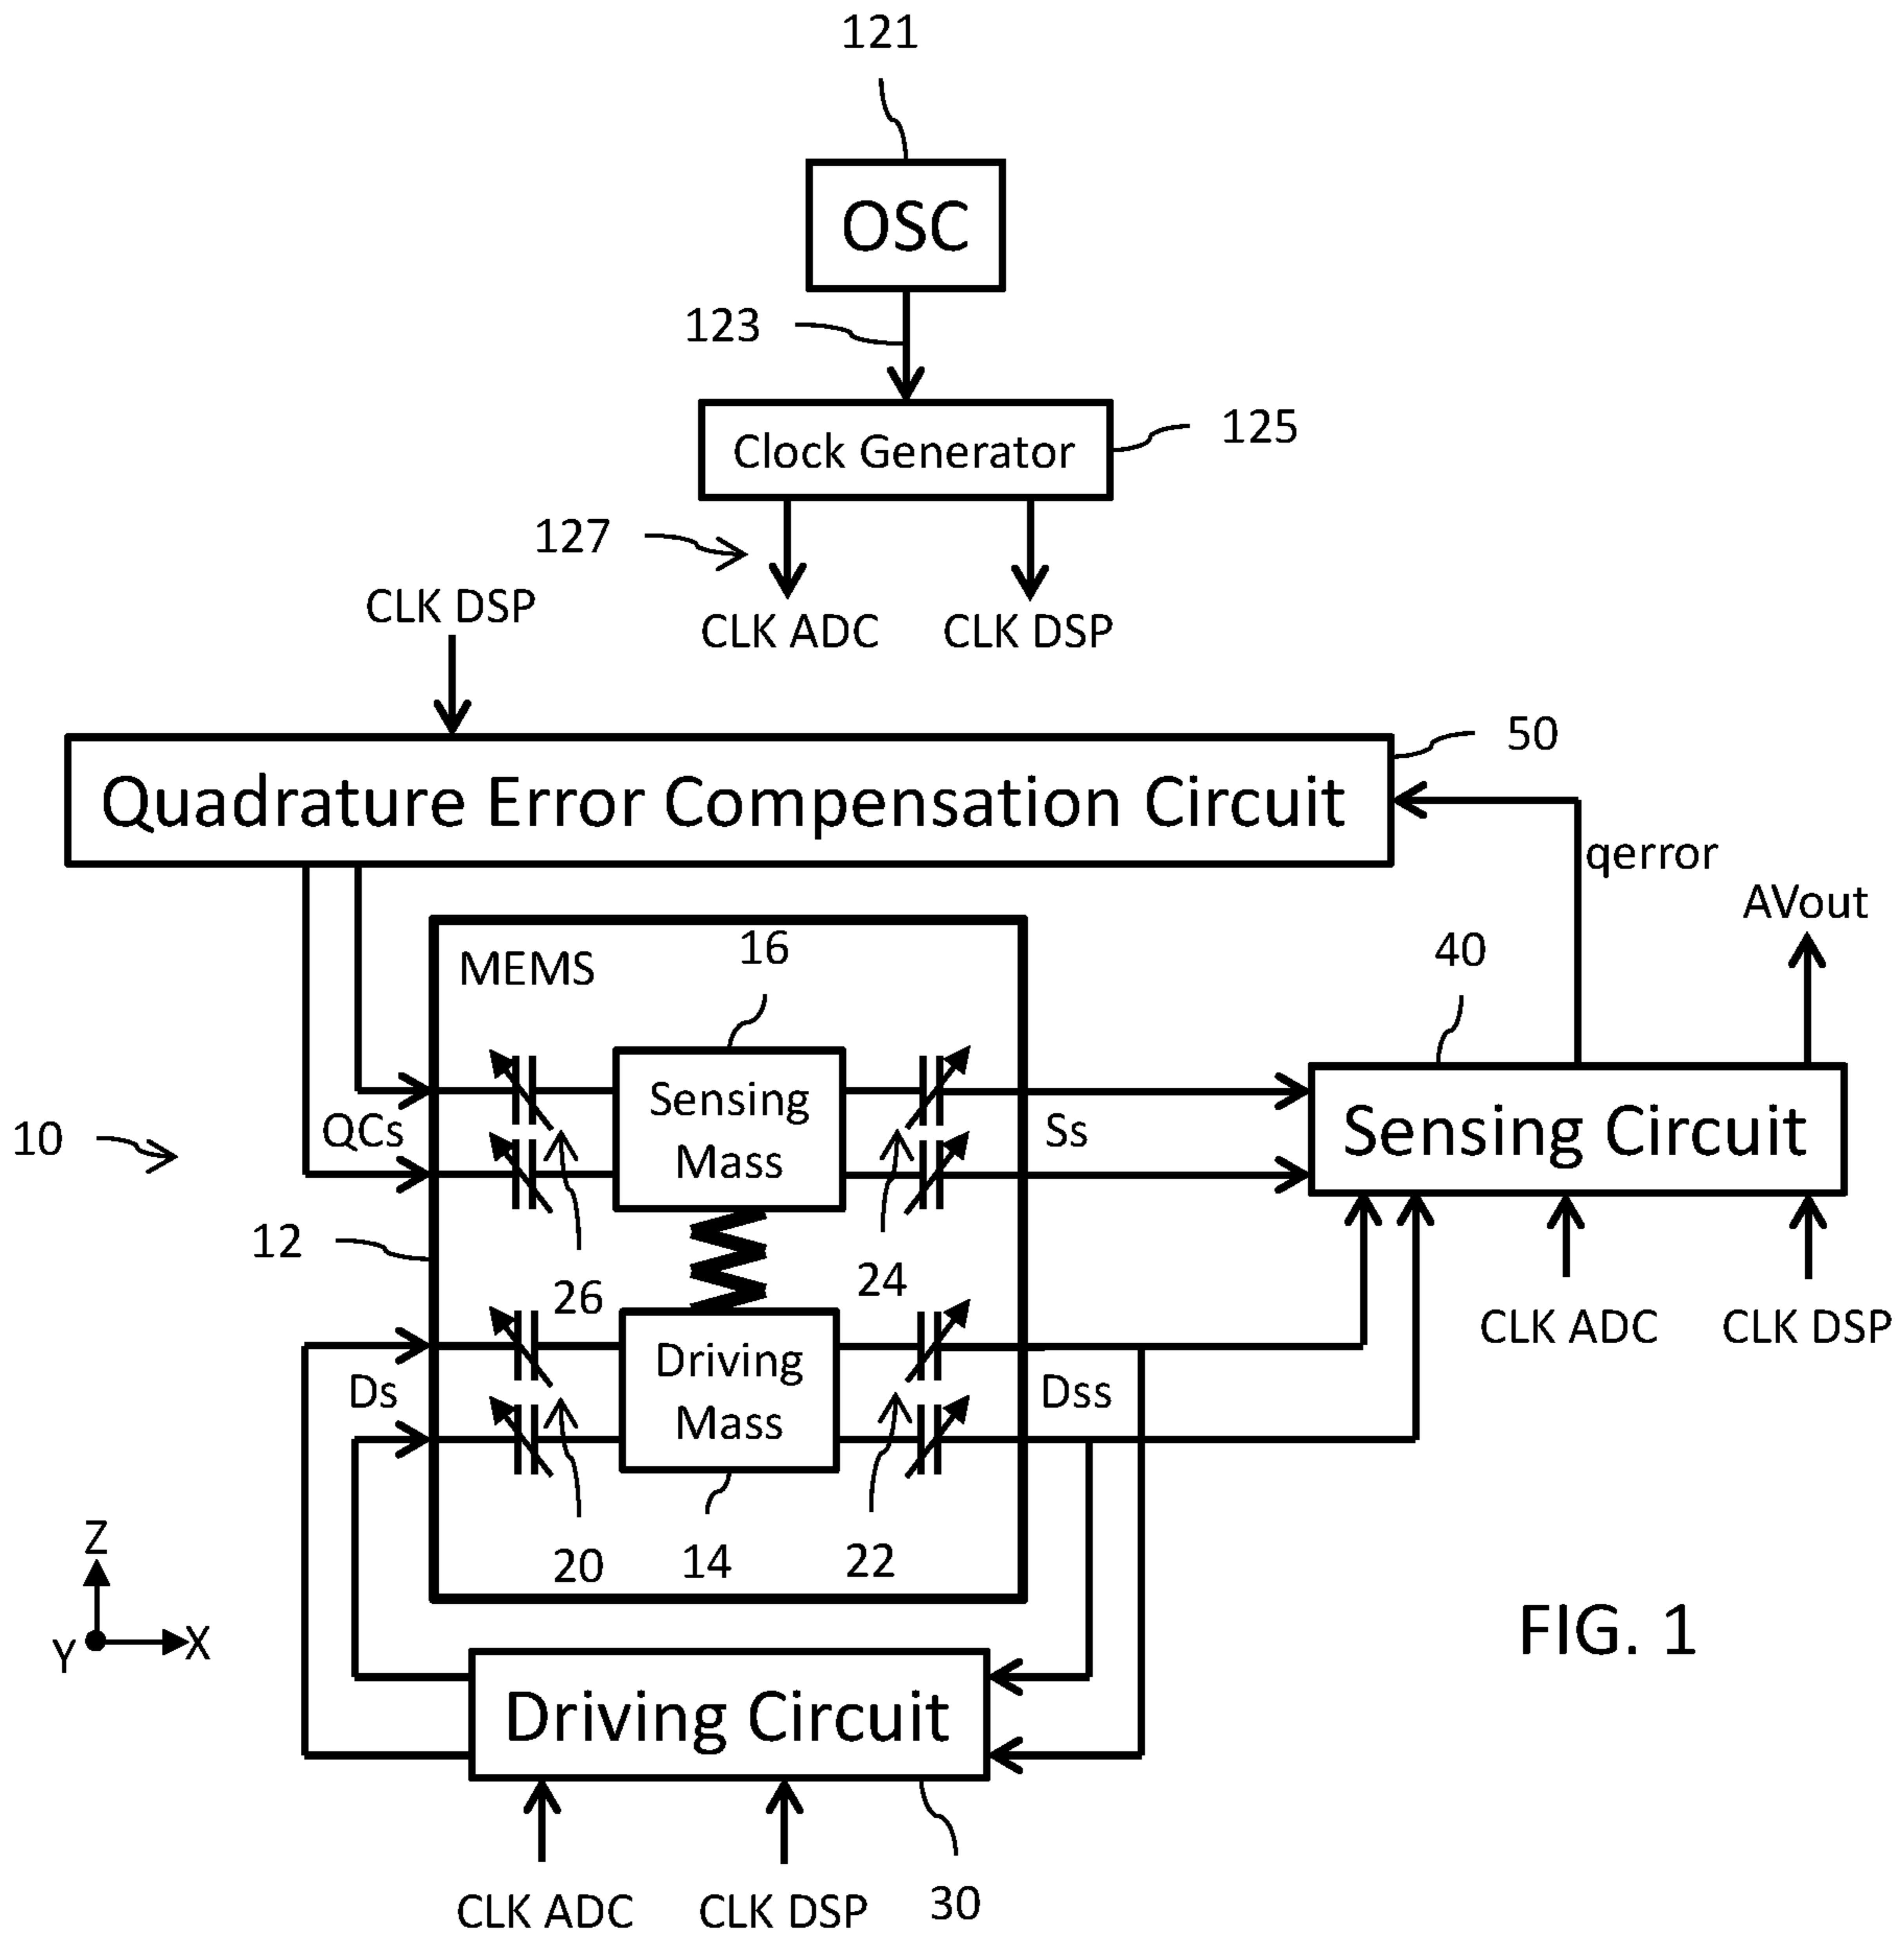 121
OSC
123
Clock Generator
125
127
CLK DSP
CLK ADC
CLK DSP
50
Quadrature Error Compensation Circuit
qerror
AVout
MEMS
16
40
Sensing
Mass
QCs
Ss
Sensing Circuit
10
12
26
24
CLK ADC
CLK DSP
Driving
Mass
Ds
Dss
20
14
22
Z
Y
X
FIG. 1
Driving Circuit
CLK ADC
CLK DSP
30